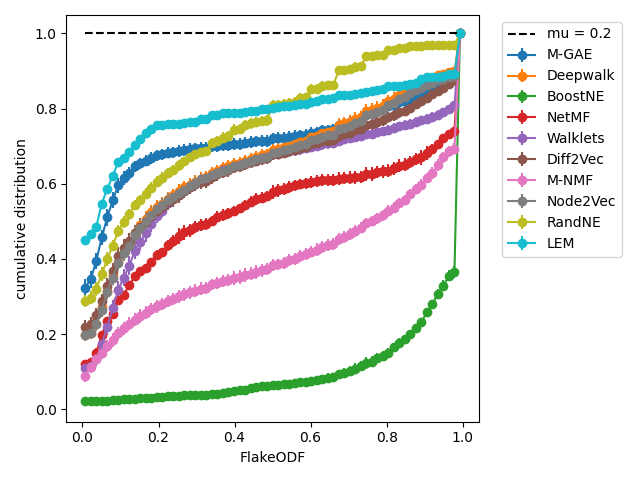 1.0
0.8
0.6
0.4
0.2
0.0
cumulative distribution
0.0 0.2 0.4 0.6 0.8 1.0
FlakeODF
mu = 0.2
M-GAE
Deepwalk
BoostNE
NetMF
Walklets
Diff2Vec
M-NMF
Node2Vec
RandNE
LEM